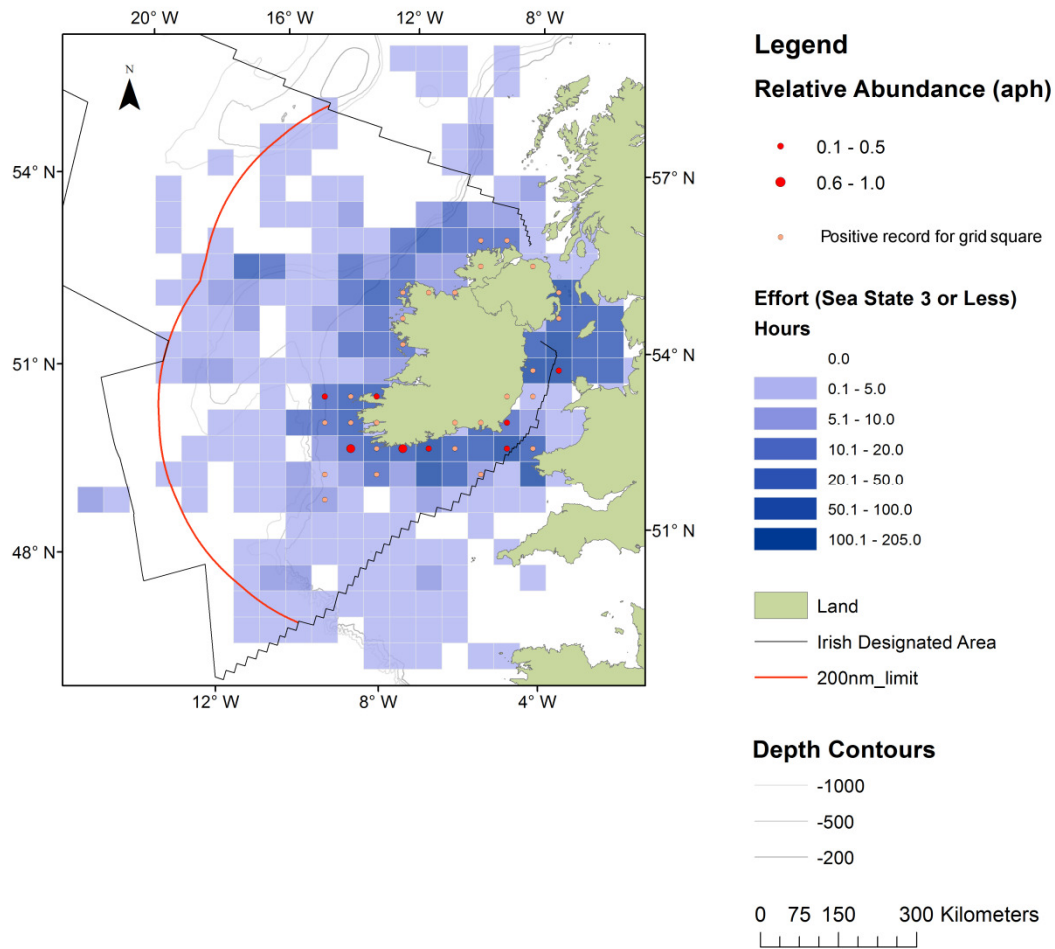 20° W 16° W 12° W 8° W
N
54° N
57° N
51° N
54° N
48° N
51° N
12° W 8° W 4° W
Legend
Relative Abundance (aph)
0.1 - 0.5
0.6 - 1.0
Positive record for grid square
Effort (Sea State 3 or Less)
Hours
0.0
0.1 - 5.0
5.1 - 10.0
10.1 - 20.0
20.1 - 50.0
50.1 - 100.0
100.1 - 205.0
Land
Irish Designated Area
200nm_limit
Depth Contours
-1000
-500
-200
0 75 150 300 Kilometers